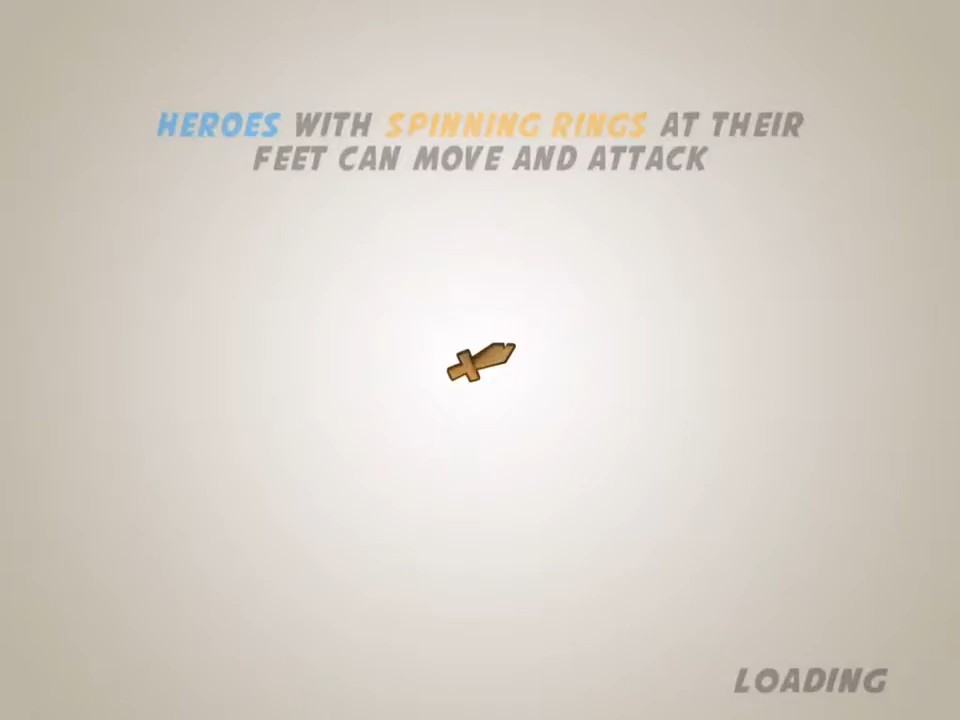 HEROES WITH SPINNING RINGS AT THEIR
FEET CAN MOVE AND ATTACK
LOADING